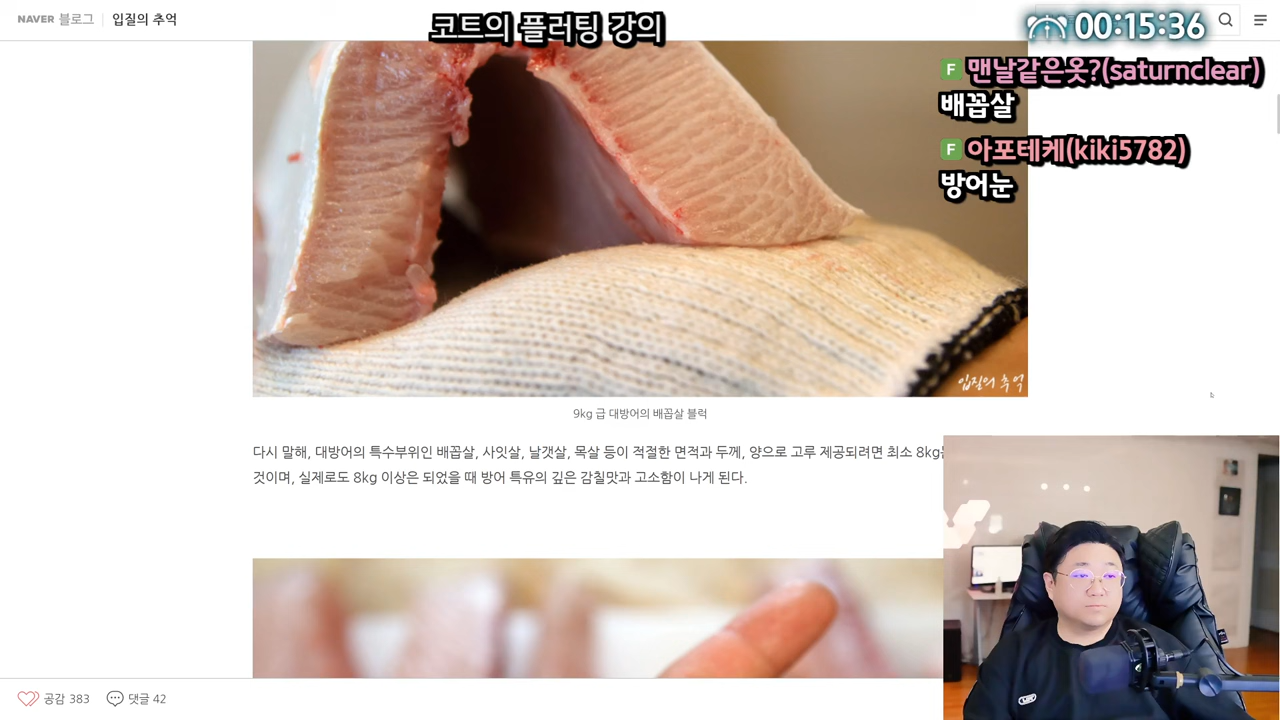 NAVER 블로그 입질의 추억
코트의 플러팅 강의
00:15:36
F 맨날같은옷?(saturnclear)
배꼽살
F 아포테케(kiki5782)
방어눈
입질의 추억
9kg 급 대방어의 배꼽살 블럭
다시 말해, 대방어의 특수부위인 배꼽살, 사잇살, 날갯살, 목살 등이 적절한 면적과 두께, 양으로 고루 제공되려면 최소 8kg
것이며, 실제로도 8kg 이상은 되었을 때 방어 특유의 깊은 감칠맛과 고소함이 나게 된다.
공감 383 댓글 42